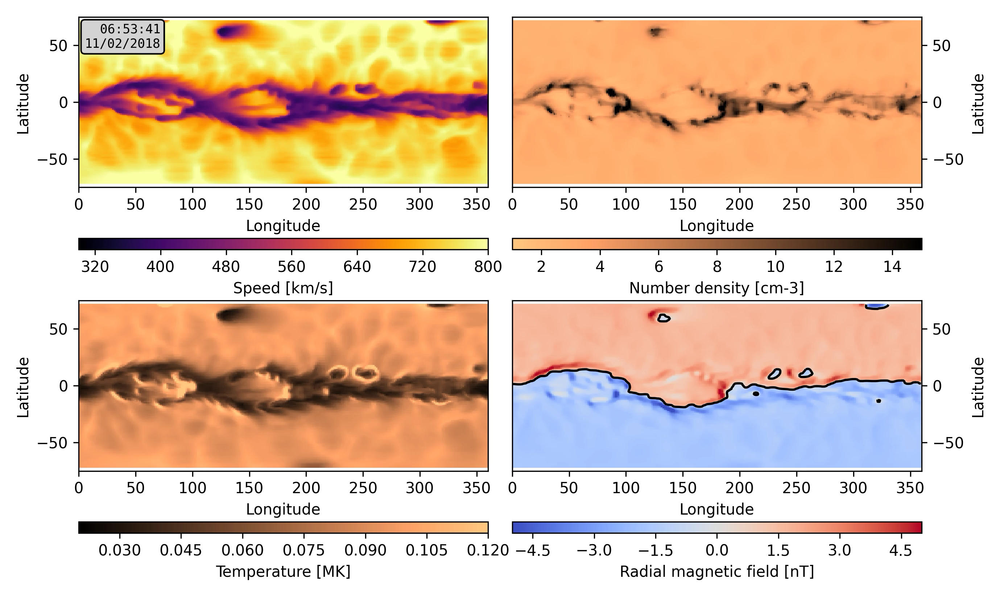 06:53:41
11/02/2018
50
0
−50
Latitude
0 50 100 150 200 250 300 350
Longitude
320 400 480 560 640 720 800
Speed [km/s]
50
0
−50
Latitude
0 50 100 150 200 250 300 350
Longitude
2 4 6 8 10 12 14
Number density [cm-3]
50
0
−50
Latitude
0 50 100 150 200 250 300 350
Longitude
0.030 0.045 0.060 0.075 0.090 0.105 0.120
Temperature [MK]
50
0
−50
Latitude
0 50 100 150 200 250 300 350
Longitude
−4.5 −3.0 −1.5 0.0 1.5 3.0 4.5
Radial magnetic field [nT]